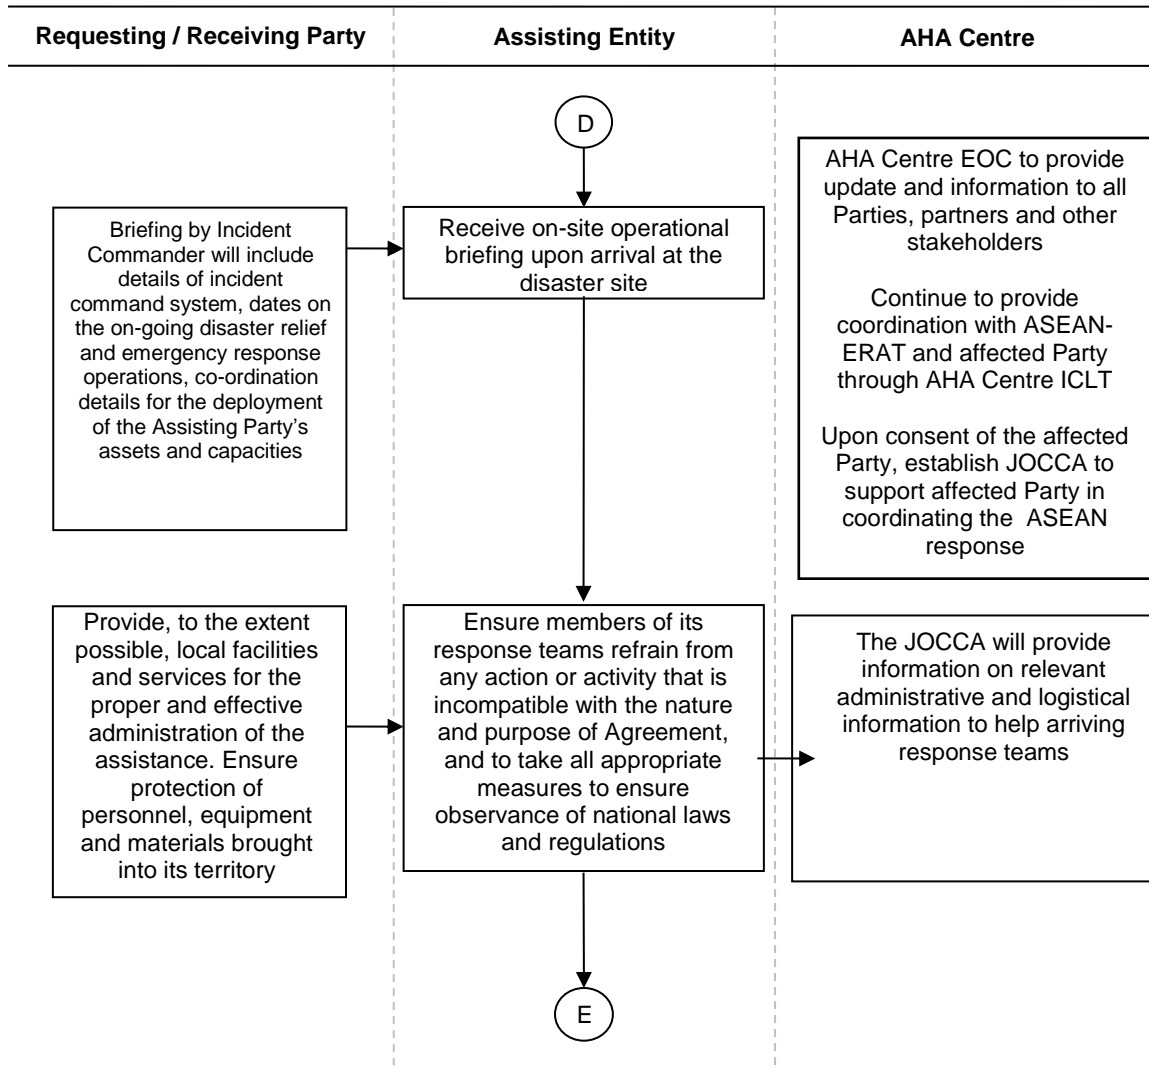 Requesting / Receiving Party
Assisting Entity
AHA Centre
D
Briefing by Incident
Commander will include
details of incident
command system, dates on
the on-going disaster relief
and emergency response
operations, co-ordination
details for the deployment
of the Assisting Party’s
assets and capacities
Receive on-site operational
briefing upon arrival at the
disaster site
AHA Centre EOC to provide
update and information to all
Parties, partners and other
stakeholders
Continue to provide
coordination with ASEAN-
ERAT and affected Party
through AHA Centre ICLT
Upon consent of the affected
Party, establish JOCCA to
support affected Party in
coordinating the ASEAN
response
Provide, to the extent
possible, local facilities
and services for the
proper and effective
administration of the
assistance. Ensure
protection of
personnel, equipment
and materials brought
into its territory
Ensure members of its
response teams refrain from
any action or activity that is
incompatible with the nature
and purpose of Agreement,
and to take all appropriate
measures to ensure
observance of national laws
and regulations
The JOCCA will provide
information on relevant
administrative and logistical
information to help arriving
response teams
E